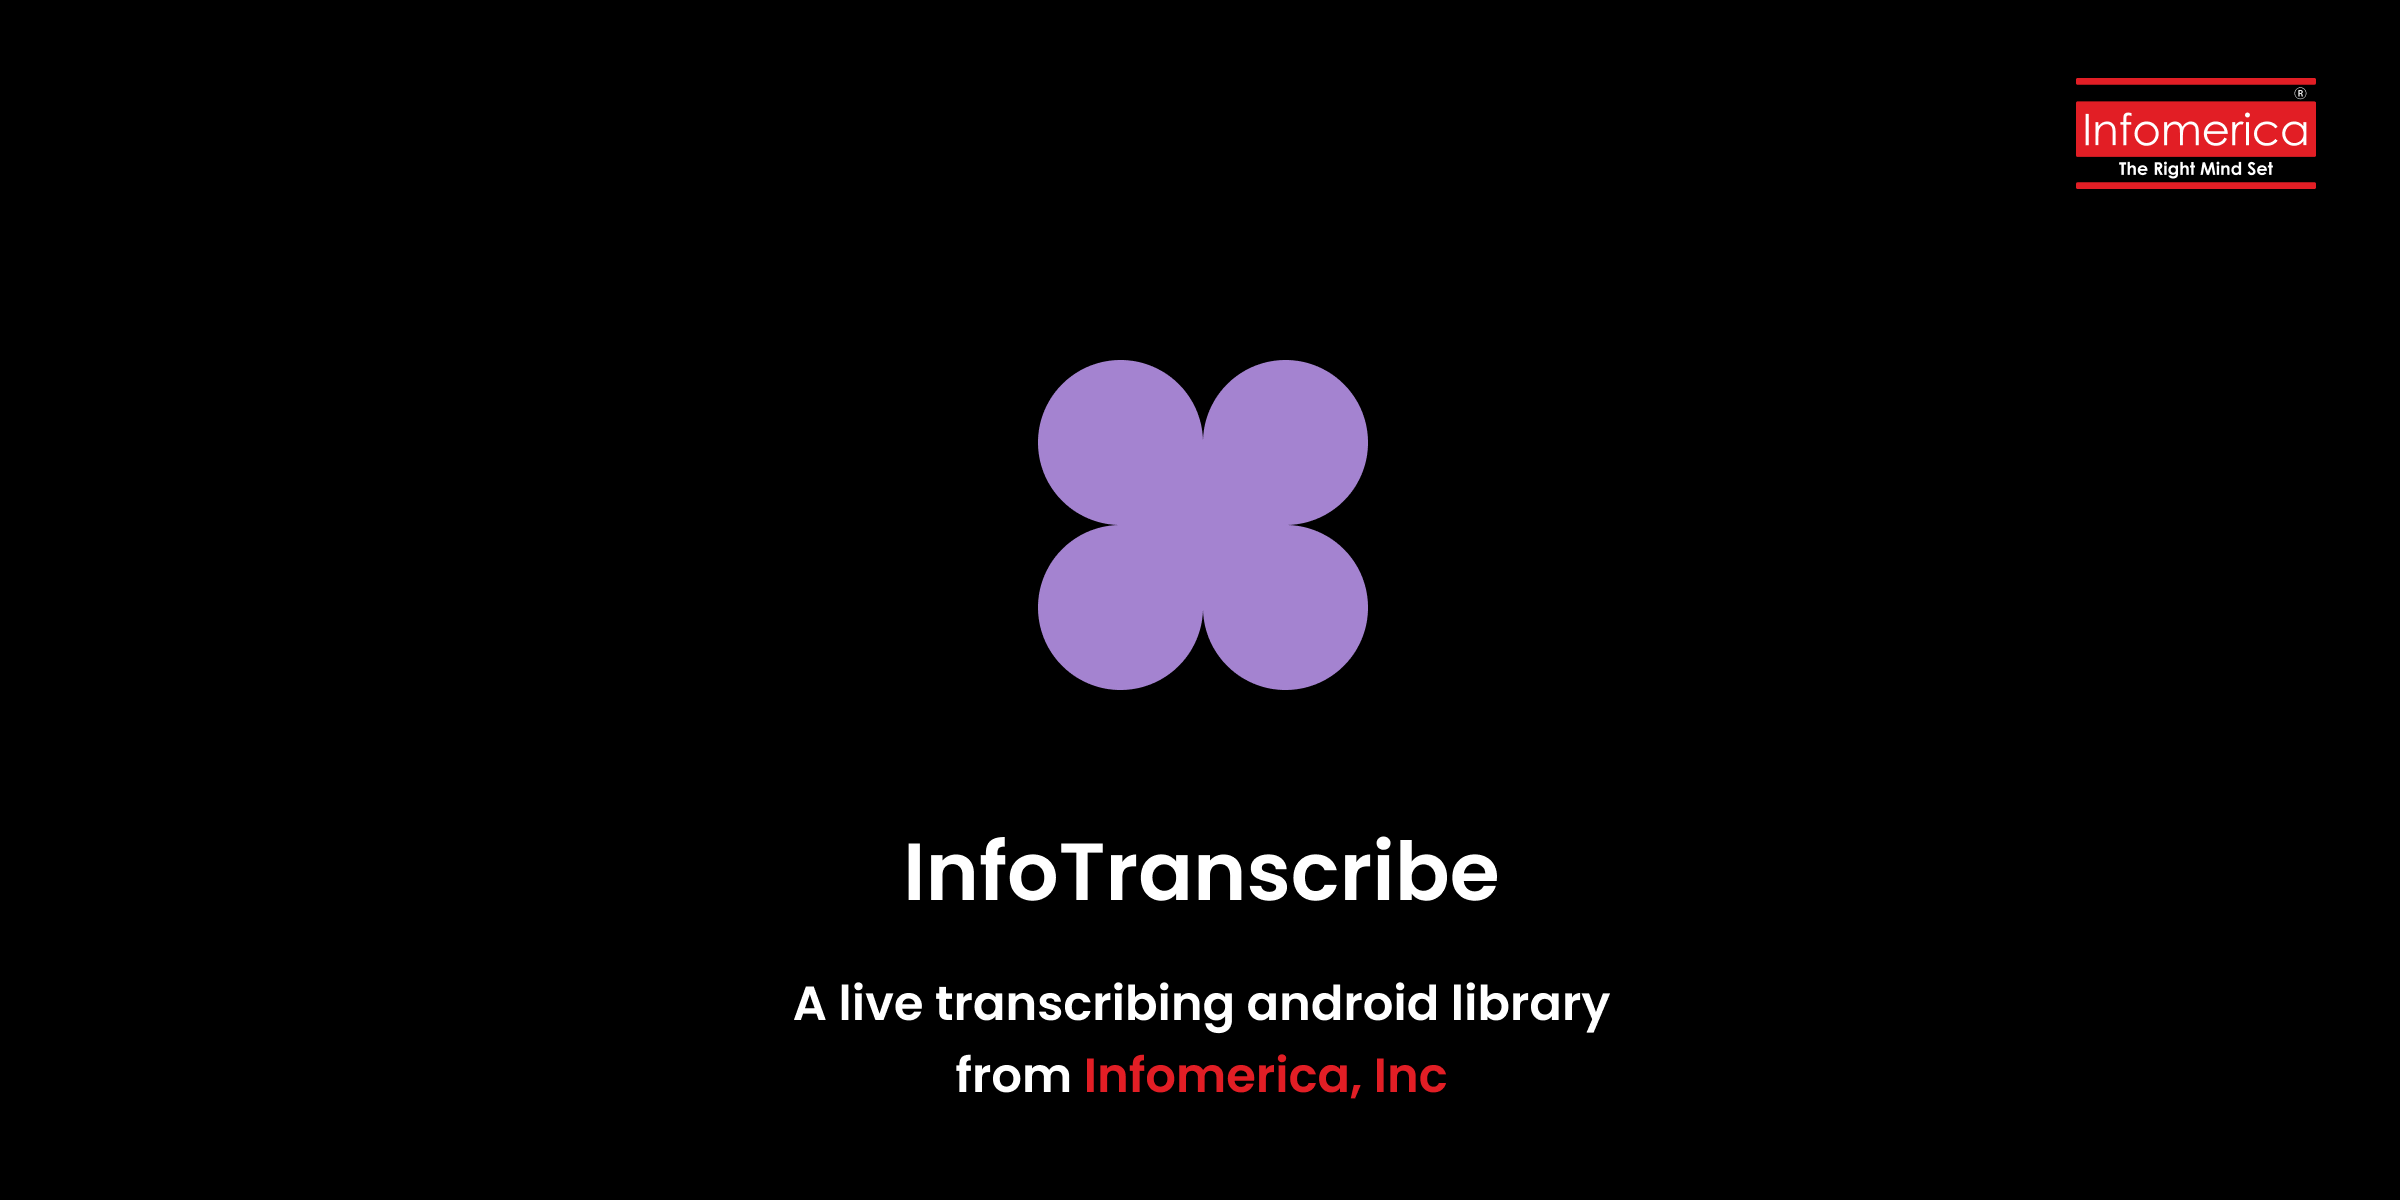 ®
Infomerica
The Right Mind Set
InfoTranscribe
A live transcribing android library
from Infomerica, Inc